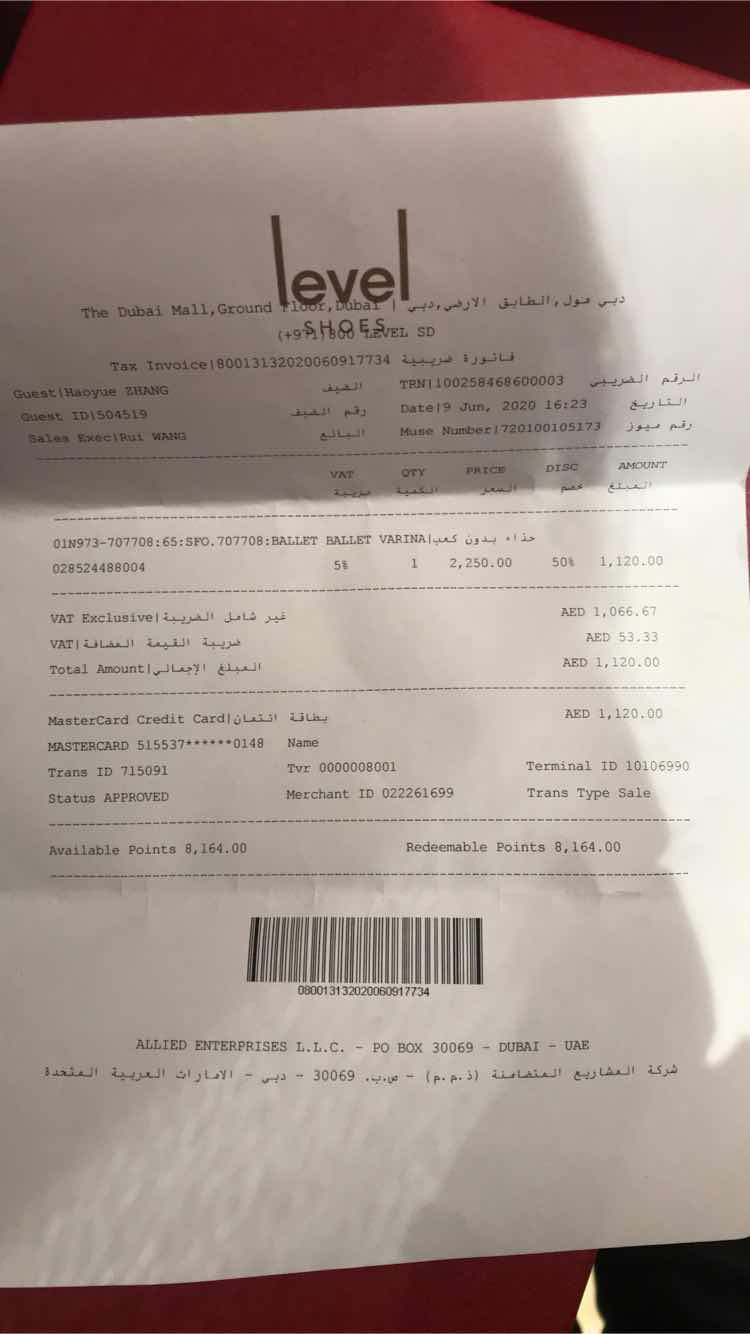 level
The Dubai Mall,Ground Floor,Dubai | دبي مول,الطابق الارضي,دبي
SHOES
(+971)800 LEVEL SD
Tax Invoice|80013132020060917734 فاتورة ضريبية
Guest|Haoyue ZHANG الضيف TRN|100258468600003 الرقم الضريبي
Guest ID|504519 رقم الضيف Date|9 Jun, 2020 16:23 التاريخ
Sales Exec|Rui WANG البائع Muse Number|720100105173 رقم ميوز
VAT QTY PRICE DISC AMOUNT
ضريبة الكمية السعر خصم المبلغ
01N973-707708:65:SFO.707708:BALLET BALLET VARINA|حذاء بدون كعب
028524488004 5% 1 2,250.00 50% 1,120.00
VAT Exclusive|غير شامل الضريبة AED 1,066.67
VAT|ضريبة القيمة المضافة AED 53.33
Total Amount|المبلغ الإجمالي AED 1,120.00
MasterCard Credit Card|بطاقة ائتمان AED 1,120.00
MASTERCARD 515537******0148 Name
Trans ID 715091 Tvr 0000008001 Terminal ID 10106990
Status APPROVED Merchant ID 022261699 Trans Type Sale
Available Points 8,164.00 Redeemable Points 8,164.00
080013132020060917734
ALLIED ENTERPRISES L.L.C. - PO BOX 30069 - DUBAI - UAE
شركة المشاريع المتضامنة (ذ.م.م) - ص.ب. 30069 - دبي - الامارات العربية المتحدة